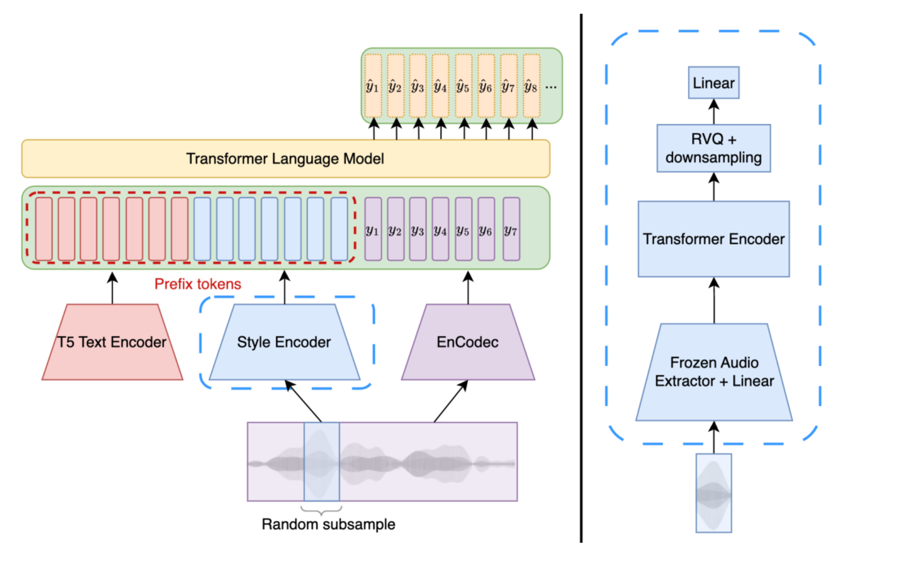 ŷ₁ ŷ₂ ŷ₃ ŷ₄ ŷ₅ ŷ₆ ŷ₇ ŷ₈ ...
Transformer Language Model
y₁ y₂ y₃ y₄ y₅ y₆ y₇
Prefix tokens
T5 Text Encoder
Style Encoder
EnCodec
Random subsample
Linear
RVQ +
downsampling
Transformer Encoder
Frozen Audio
Extractor + Linear